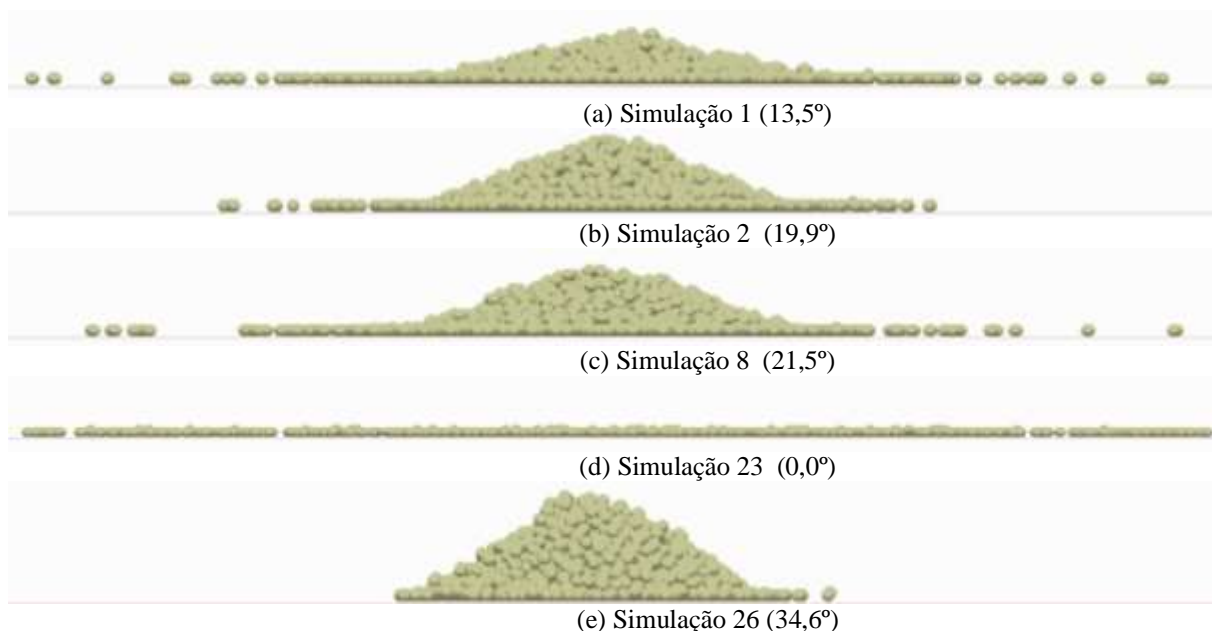 (a) Simulação 1 (13,5º)
(b) Simulação 2 (19,9º)
(c) Simulação 8 (21,5º)
(d) Simulação 23 (0,0º)
(e) Simulação 26 (34,6º)